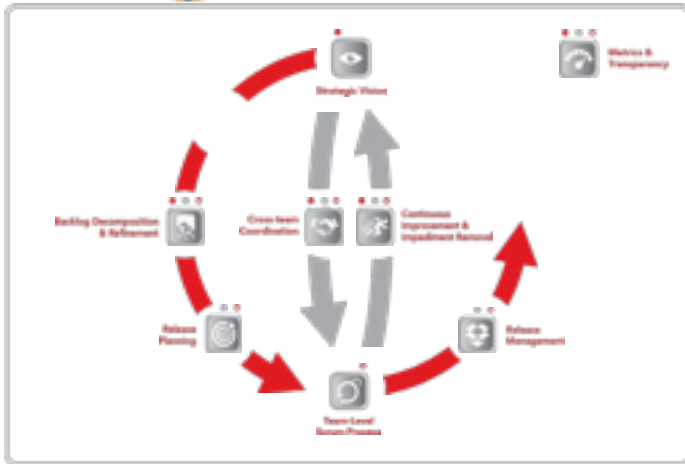 Strategic Vision
Metrics &
Transparency
Backlog Decomposition
& Refinement
Cross-team
Coordination
Continuous
Improvement &
Impediment Removal
Release
Planning
Release
Management
Team-Level
Scrum Process